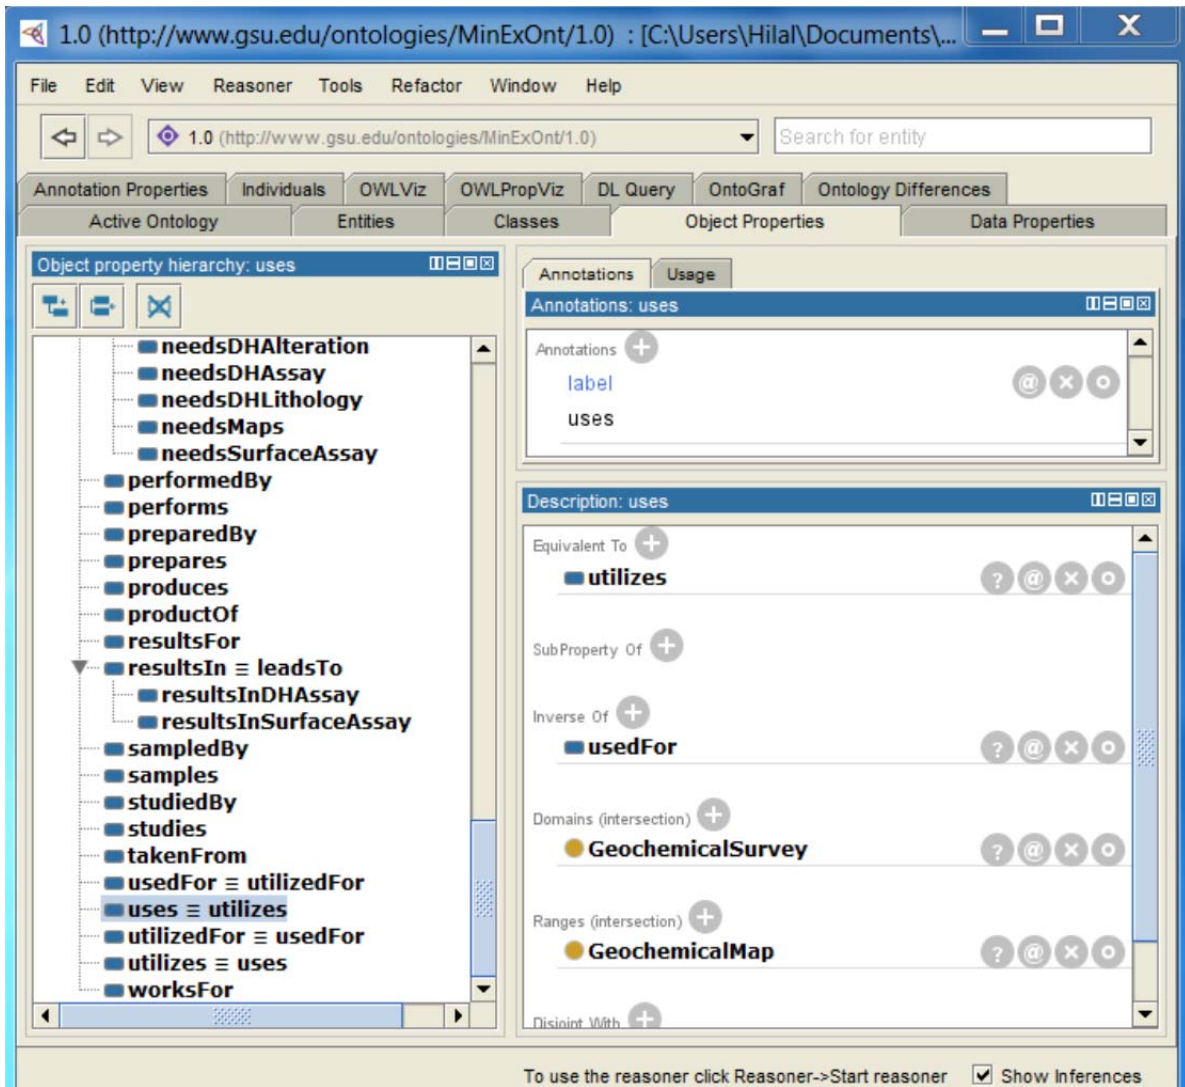 1.0 (http://www.gsu.edu/ontologies/MinExOnt/1.0) : [C:\Users\Hilal\Documents\...
File Edit View Reasoner Tools Refactor Window Help
1.0 (http://www.gsu.edu/ontologies/MinExOnt/1.0) Search for entity
Annotation Properties Individuals OWLViz OWLPropViz DL Query OntoGraf Ontology Differences
Active Ontology Entities Classes Object Properties Data Properties
Object property hierarchy: uses
needsDHAlteration
needsDHAssay
needsDHLithology
needsMaps
needsSurfaceAssay
performedBy
performs
preparedBy
prepares
produces
productOf
resultsFor
resultsIn ≡ leadsTo
resultsInDHAssay
resultsInSurfaceAssay
sampledBy
samples
studiedBy
studies
takenFrom
usedFor ≡ utilizedFor
uses ≡ utilizes
utilizedFor ≡ usedFor
utilizes ≡ uses
worksFor
Annotations Usage
Annotations: uses
Annotations
label
uses
Description: uses
Equivalent To
utilizes
SubProperty Of
Inverse Of
usedFor
Domains (intersection)
GeochemicalSurvey
Ranges (intersection)
GeochemicalMap
Disjoint With
To use the reasoner click Reasoner->Start reasoner Show Inferences